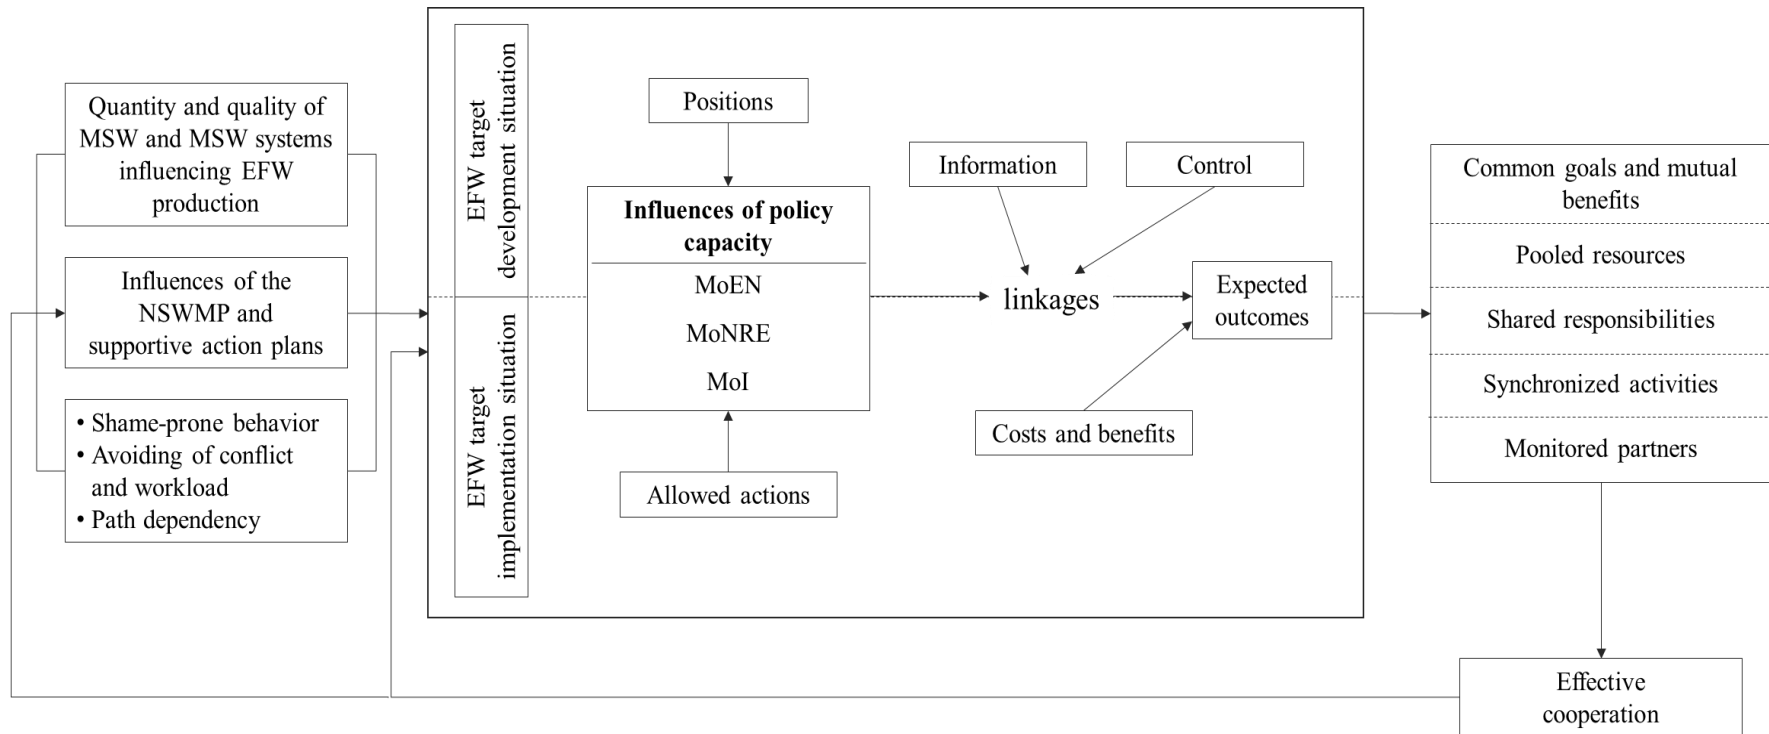 Quantity and quality of
MSW and MSW systems
influencing EFW
production
Influences of the
NSWMP and
supportive action plans
• Shame-prone behavior
• Avoiding of conflict
and workload
• Path dependency
EFW target
development situation
EFW target
implementation situation
Positions
Influences of policy
capacity
MoEN
MoNRE
MoI
Allowed actions
Information
Control
linkages
Expected
outcomes
Costs and benefits
Common goals and mutual
benefits
Pooled resources
Shared responsibilities
Synchronized activities
Monitored partners
Effective
cooperation